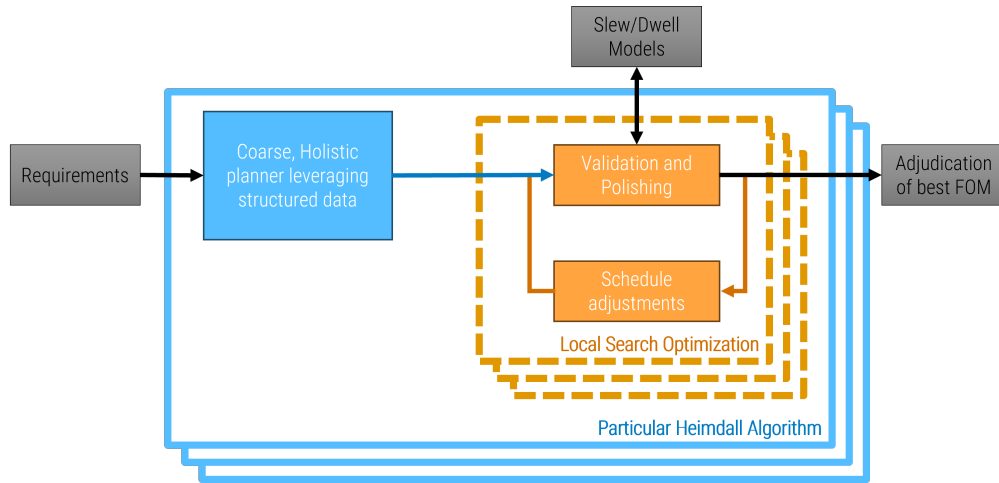 Slew/Dwell
Models
Requirements
Coarse, Holistic
planner leveraging
structured data
Validation and
Polishing
Adjudication
of best FOM
Schedule
adjustments
Local Search Optimization
Particular Heimdall Algorithm